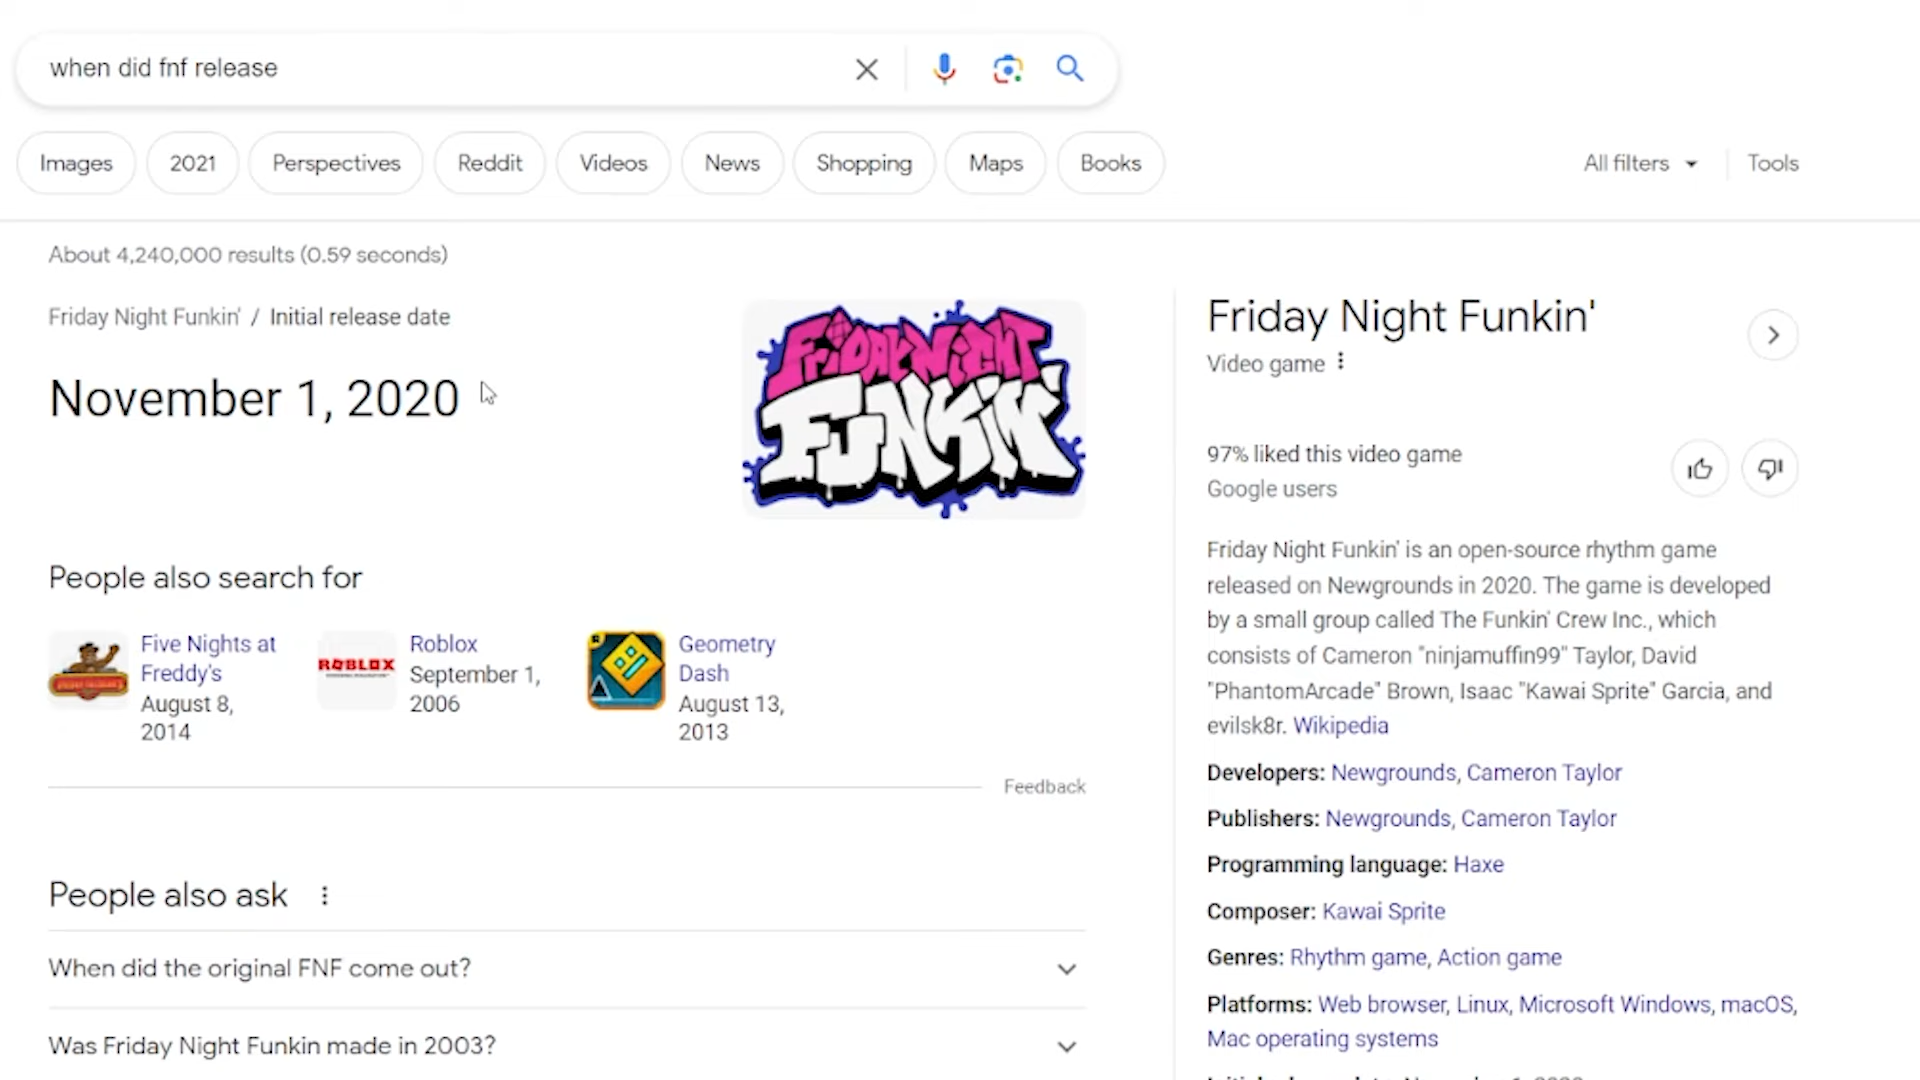 when did fnf release
Images
2021
Perspectives
Reddit
Videos
News
Shopping
Maps
Books
All filters
Tools
About 4,240,000 results (0.59 seconds)
Friday Night Funkin' / Initial release date
November 1, 2020
FRIDAY NIGHT
FUNKIN'
People also search for
Five Nights at
Freddy's
August 8,
2014
ROBLOX
Roblox
September 1,
2006
Geometry
Dash
August 13,
2013
Feedback
People also ask
When did the original FNF come out?
Was Friday Night Funkin made in 2003?
Friday Night Funkin'
Video game
97% liked this video game
Google users
Friday Night Funkin' is an open-source rhythm game
released on Newgrounds in 2020. The game is developed
by a small group called The Funkin' Crew Inc., which
consists of Cameron "ninjamuffin99" Taylor, David
"PhantomArcade" Brown, Isaac "Kawai Sprite" Garcia, and
evilsk8r. Wikipedia
Developers: Newgrounds, Cameron Taylor
Publishers: Newgrounds, Cameron Taylor
Programming language: Haxe
Composer: Kawai Sprite
Genres: Rhythm game, Action game
Platforms: Web browser, Linux, Microsoft Windows, macOS,
Mac operating systems